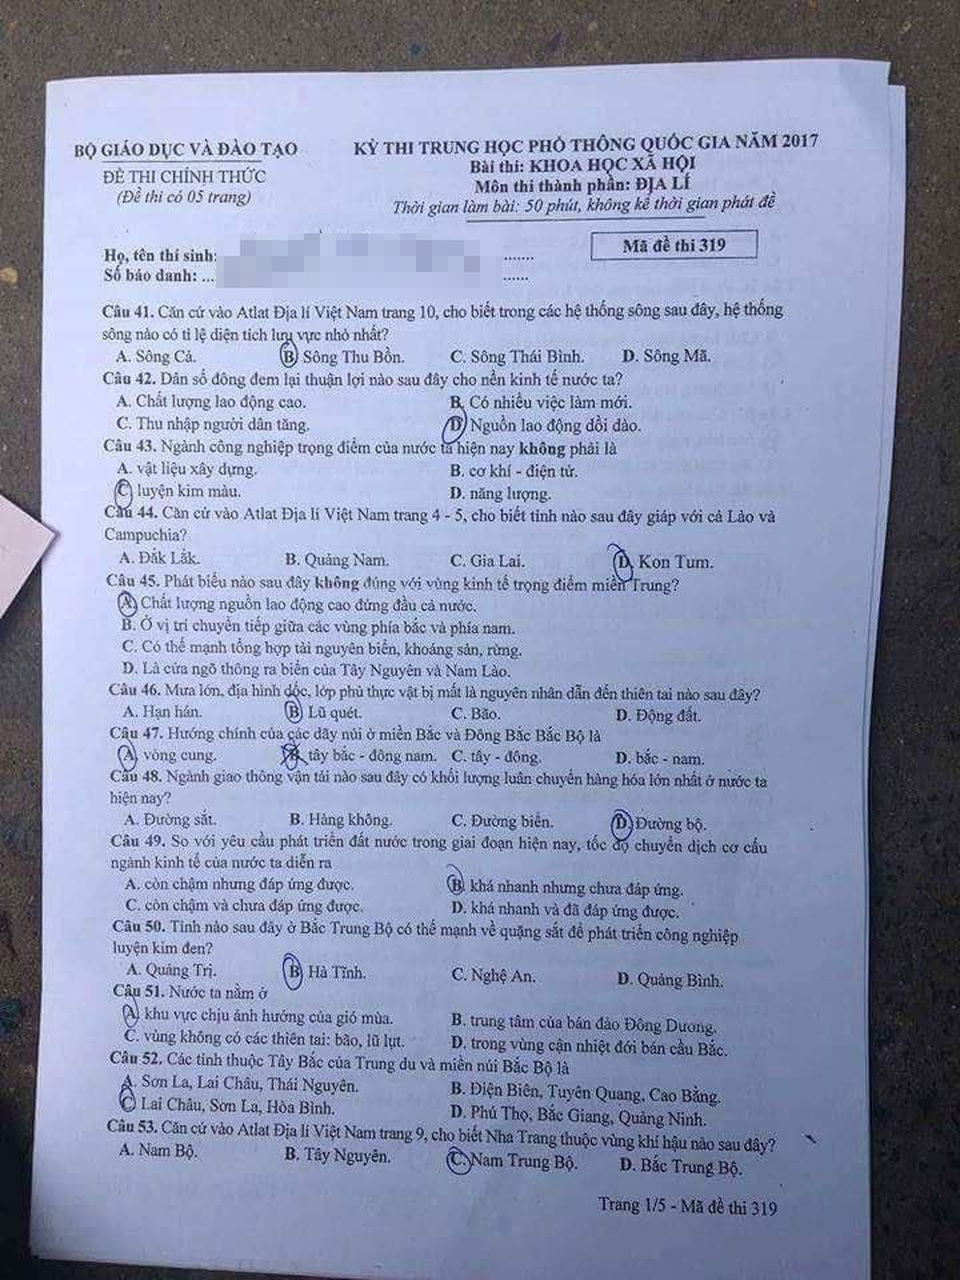 BỘ GIÁO DỤC VÀ ĐÀO TẠO
ĐỀ THI CHÍNH THỨC
(Đề thi có 05 trang)
KỲ THI TRUNG HỌC PHỔ THÔNG QUỐC GIA NĂM 2017
Bài thi: KHOA HỌC XÃ HỘI
Môn thi thành phần: ĐỊA LÍ
Thời gian làm bài: 50 phút, không kể thời gian phát đề
Họ, tên thí sinh: .......
Số báo danh: ... ......
Mã đề thi 319
Câu 41. Căn cứ vào Atlat Địa lí Việt Nam trang 10, cho biết trong các hệ thống sông sau đây, hệ thống
sông nào có tỉ lệ diện tích lưu vực nhỏ nhất?
A. Sông Cả. B. Sông Thu Bồn. C. Sông Thái Bình. D. Sông Mã.
Câu 42. Dân số đông đem lại thuận lợi nào sau đây cho nền kinh tế nước ta?
A. Chất lượng lao động cao. B. Có nhiều việc làm mới.
C. Thu nhập người dân tăng. D. Nguồn lao động dồi dào.
Câu 43. Ngành công nghiệp trọng điểm của nước ta hiện nay không phải là
A. vật liệu xây dựng. B. cơ khí - điện tử.
C. luyện kim màu. D. năng lượng.
Câu 44. Căn cứ vào Atlat Địa lí Việt Nam trang 4 - 5, cho biết tỉnh nào sau đây giáp với cả Lào và
Campuchia?
A. Đắk Lắk. B. Quảng Nam. C. Gia Lai. D. Kon Tum.
Câu 45. Phát biểu nào sau đây không đúng với vùng kinh tế trọng điểm miền Trung?
A. Chất lượng nguồn lao động cao đứng đầu cả nước.
B. Ở vị trí chuyển tiếp giữa các vùng phía bắc và phía nam.
C. Có thế mạnh tổng hợp tài nguyên biển, khoáng sản, rừng.
D. Là cửa ngõ thông ra biển của Tây Nguyên và Nam Lào.
Câu 46. Mưa lớn, địa hình dốc, lớp phủ thực vật bị mất là nguyên nhân dẫn đến thiên tai nào sau đây?
A. Hạn hán. B. Lũ quét. C. Bão. D. Động đất.
Câu 47. Hướng chính của các dãy núi ở miền Bắc và Đông Bắc Bắc Bộ là
A. vòng cung. B. tây bắc - đông nam. C. tây - đông. D. bắc - nam.
Câu 48. Ngành giao thông vận tải nào sau đây có khối lượng luân chuyển hàng hóa lớn nhất ở nước ta
hiện nay?
A. Đường sắt. B. Hàng không. C. Đường biển. D. Đường bộ.
Câu 49. So với yêu cầu phát triển đất nước trong giai đoạn hiện nay, tốc độ chuyển dịch cơ cấu
ngành kinh tế của nước ta diễn ra
A. còn chậm nhưng đáp ứng được. B. khá nhanh nhưng chưa đáp ứng.
C. còn chậm và chưa đáp ứng được. D. khá nhanh và đã đáp ứng được.
Câu 50. Tỉnh nào sau đây ở Bắc Trung Bộ có thế mạnh về quặng sắt để phát triển công nghiệp
luyện kim đen?
A. Quảng Trị. B. Hà Tĩnh. C. Nghệ An. D. Quảng Bình.
Câu 51. Nước ta nằm ở
A. khu vực chịu ảnh hưởng của gió mùa. B. trung tâm của bán đảo Đông Dương.
C. vùng không có các thiên tai: bão, lũ lụt. D. trong vùng cận nhiệt đới bán cầu Bắc.
Câu 52. Các tỉnh thuộc Tây Bắc của Trung du và miền núi Bắc Bộ là
A. Sơn La, Lai Châu, Thái Nguyên. B. Điện Biên, Tuyên Quang, Cao Bằng.
C. Lai Châu, Sơn La, Hòa Bình. D. Phú Thọ, Bắc Giang, Quảng Ninh.
Câu 53. Căn cứ vào Atlat Địa lí Việt Nam trang 9, cho biết Nha Trang thuộc vùng khí hậu nào sau đây?
A. Nam Bộ. B. Tây Nguyên. C. Nam Trung Bộ. D. Bắc Trung Bộ.
Trang 1/5 - Mã đề thi 319